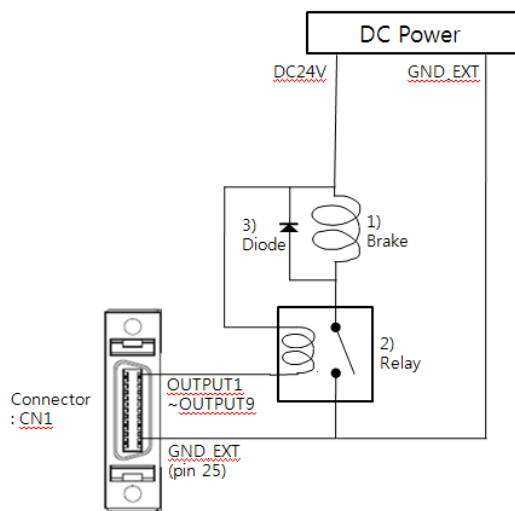 DC Power
DC24V
GND_EXT
3)
Diode
1)
Brake
2)
Relay
Connector
: CN1
OUTPUT1
~OUTPUT9
GND_EXT
(pin 25)